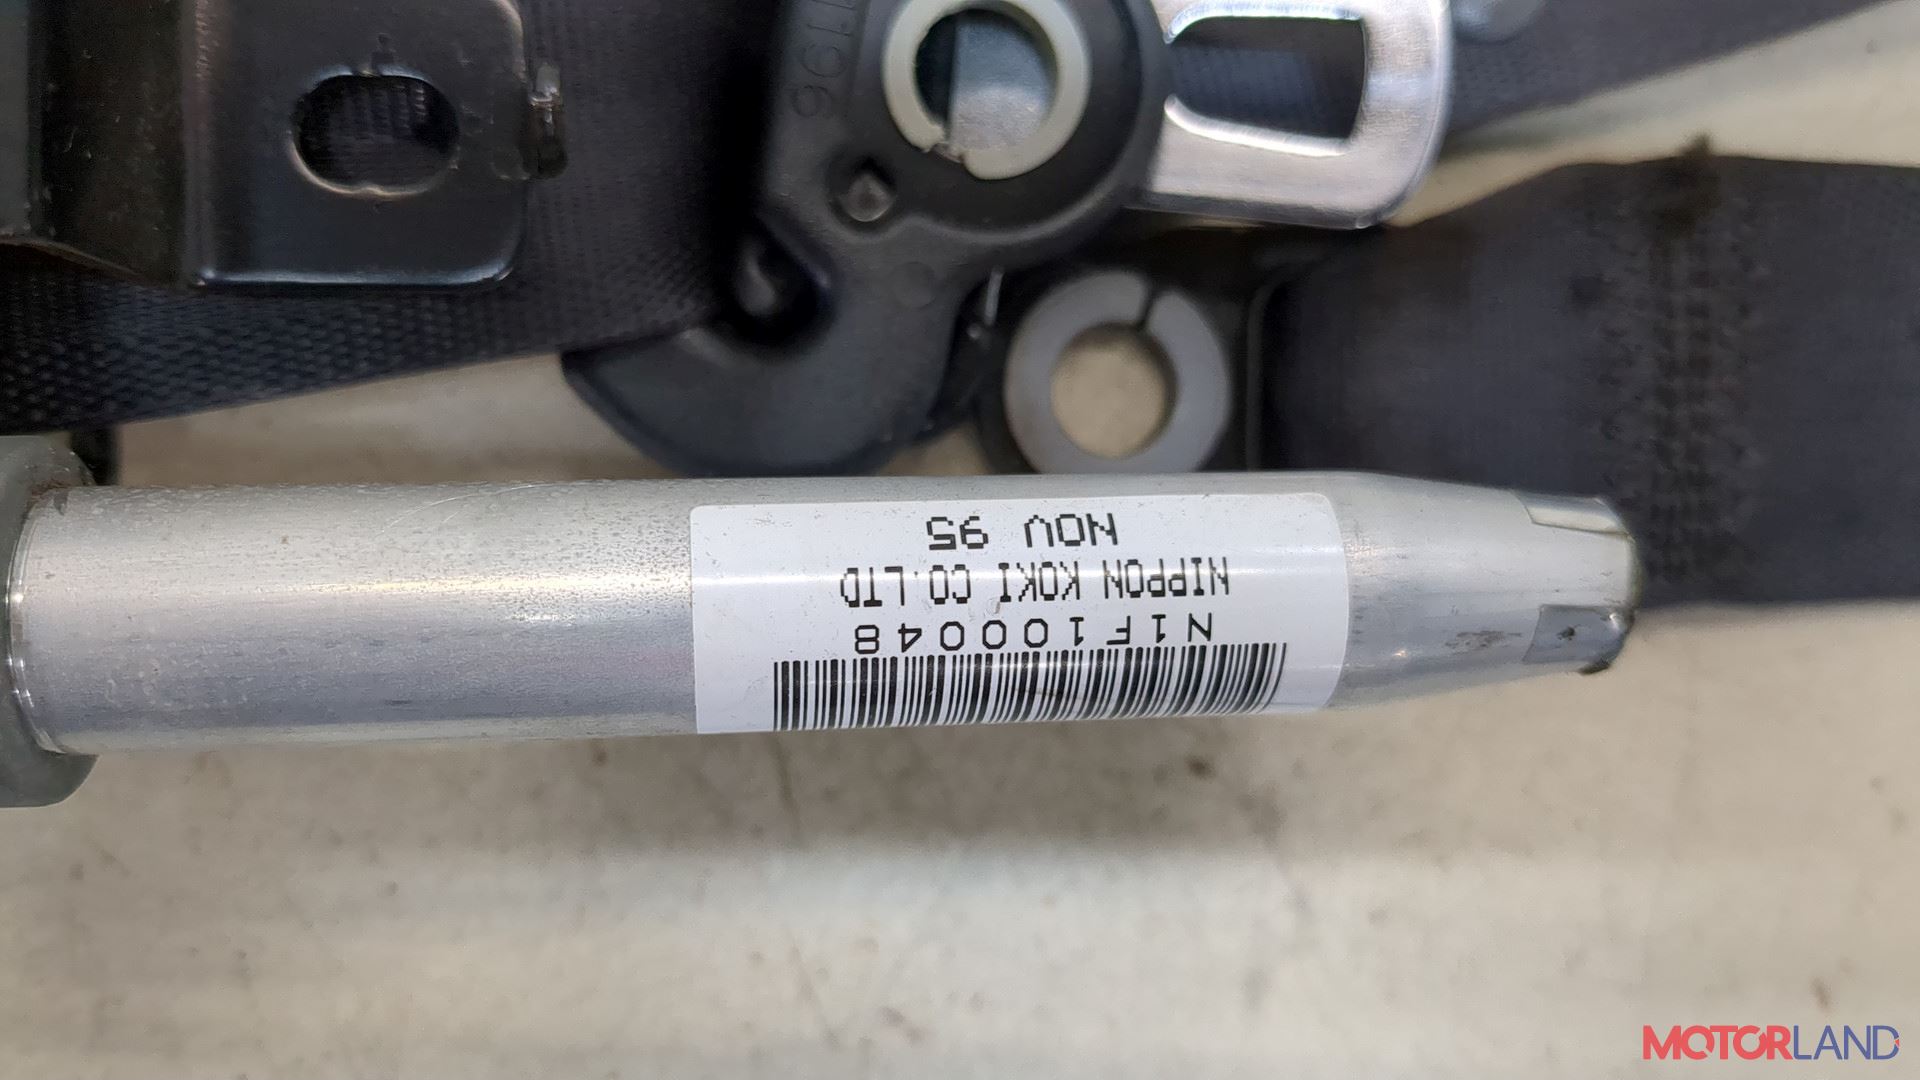 N1F100048
NIPPON KOKI CO.LTD
NOV 95
MOTORLAND